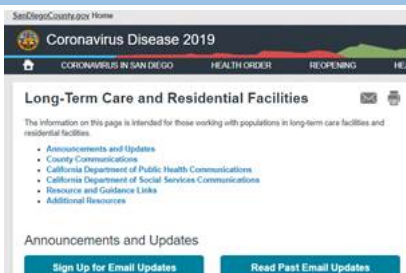 SanDiegoCounty.gov Home
Coronavirus Disease 2019
CORONAVIRUS IN SAN DIEGO HEALTH ORDER REOPENING HE
Long-Term Care and Residential Facilities
The information on this page is intended for those working with populations in long-term care facilities and
residential facilities.
Announcements and Updates
County Communications
California Department of Public Health Communications
California Department of Social Services Communications
Resource and Guidance Links
Additional Resources
Announcements and Updates
Sign Up for Email Updates Read Past Email Updates